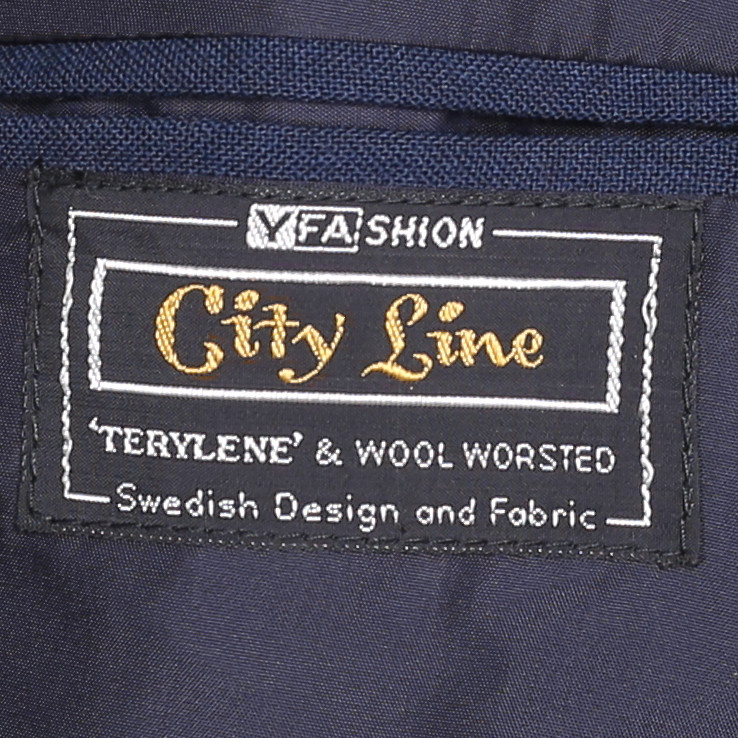 YFASHION
City Line
'TERYLENE' & WOOL WORSTED
Swedish Design and Fabric